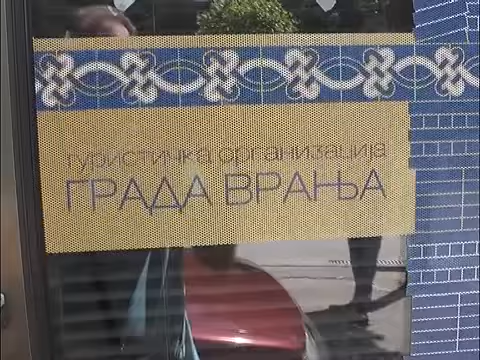 туристичка организација
ГРАДА ВРАЊА